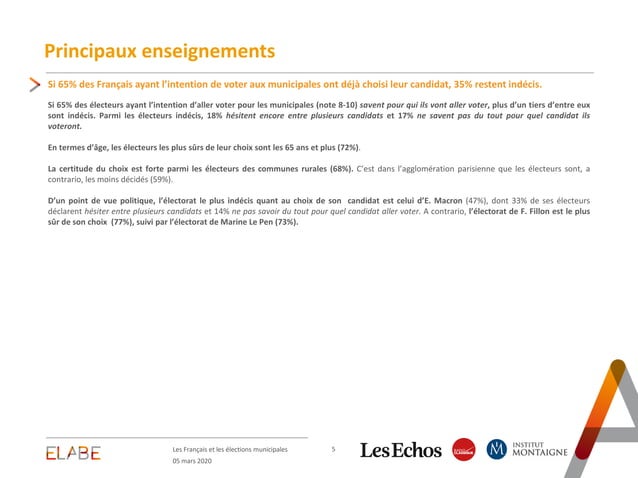 Principaux enseignements
Si 65% des Français ayant l’intention de voter aux municipales ont déjà choisi leur candidat, 35% restent indécis.
Si 65% des électeurs ayant l’intention d’aller voter pour les municipales (note 8-10) savent pour qui ils vont aller voter, plus d’un tiers d’entre eux
sont indécis. Parmi les électeurs indécis, 18% hésitent encore entre plusieurs candidats et 17% ne savent pas du tout pour quel candidat ils
voteront.
En termes d’âge, les électeurs les plus sûrs de leur choix sont les 65 ans et plus (72%).
La certitude du choix est forte parmi les électeurs des communes rurales (68%). C’est dans l’agglomération parisienne que les électeurs sont, a
contrario, les moins décidés (59%).
D’un point de vue politique, l’électorat le plus indécis quant au choix de son candidat est celui d’E. Macron (47%), dont 33% de ses électeurs
déclarent hésiter entre plusieurs candidats et 14% ne pas savoir du tout pour quel candidat aller voter. A contrario, l’électorat de F. Fillon est le plus
sûr de son choix (77%), suivi par l’électorat de Marine Le Pen (73%).
ELABE
Les Français et les élections municipales
05 mars 2020
5
Les Echos
RADIO CLASSIQUE
M
INSTITUT
MONTAIGNE